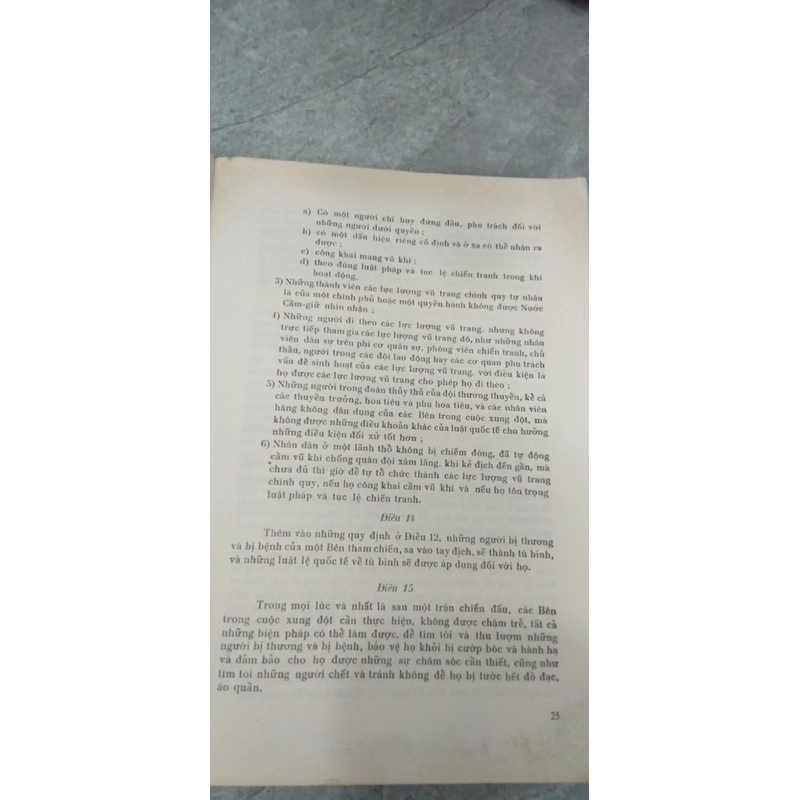 a) Có một người chỉ huy đứng đầu, phụ trách đối với
những người dưới quyền ;
b) có một dấu hiệu riêng cố định và ở xa có thể nhận ra
được ;
c) công khai mang vũ khí ;
d) theo đúng luật pháp và tục lệ chiến tranh trong khi
hoạt động.
3) Những thành viên các lực lượng vũ trang chính quy tự nhận
là của một chính phủ hoặc một quyền hành không được Nước
Cầm-giữ nhìn nhận ;
4) Những người đi theo các lực lượng vũ trang, nhưng không
trực tiếp tham gia các lực lượng vũ trang đó, như những nhân
viên dân sự trên phi cơ quân sự, phóng viên chiến tranh, chủ
thầu, người trong các đội lao động hay các cơ quan phụ trách
vấn đề sinh hoạt của các lực lượng vũ trang, với điều kiện là
họ được các lực lượng vũ trang cho phép họ đi theo ;
5) Những người trong đoàn thủy thủ của đội thương thuyền, kể cả
các thuyền trưởng, hoa tiêu và phụ hoa tiêu, và các nhân viên
hàng không dân dụng của các Bên trong cuộc xung đột, mà
không được những điều khoản khác của luật quốc tế cho hưởng
những điều kiện đối xử tốt hơn ;
6) Nhân dân ở một lãnh thổ không bị chiếm đóng, đã tự động
cầm vũ khí chống quân đội xâm lăng, khi kẻ địch đến gần, mà
chưa đủ thì giờ để tự tổ chức thành các lực lượng vũ trang
chính quy, nếu họ công khai cầm vũ khí và nếu họ tôn trọng
luật pháp và tục lệ chiến tranh.
Điều 14
Thêm vào những quy định ở Điều 12, những người bị thương
và bị bệnh của một Bên tham chiến, sa vào tay địch, sẽ thành tù binh,
và những luật lệ quốc tế về tù binh sẽ được áp dụng đối với họ.
Điều 15
Trong mọi lúc và nhất là sau một trận chiến đấu, các Bên
trong cuộc xung đột cần thực hiện, không được chậm trễ, tất cả
những biện pháp có thể làm được, để tìm tòi và thu lượm những
người bị thương và bị bệnh, bảo vệ họ khỏi bị cướp bóc và hành hạ
và đảm bảo cho họ được những sự chăm sóc cần thiết, cũng như
tìm tòi những người chết và tránh không để họ bị tước hết đồ đạc,
áo quần.
25